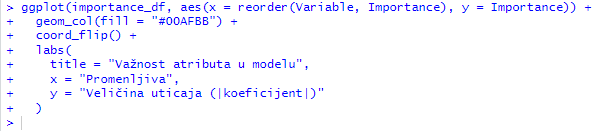 > ggplot(importance_df, aes(x = reorder(Variable, Importance), y = Importance)) +
+   geom_col(fill = "#00AFBB") +
+   coord_flip() +
+   labs(
+     title = "Važnost atributa u modelu",
+     x = "Promenljiva",
+     y = "Veličina uticaja (|koeficijent|)"
+   )
>